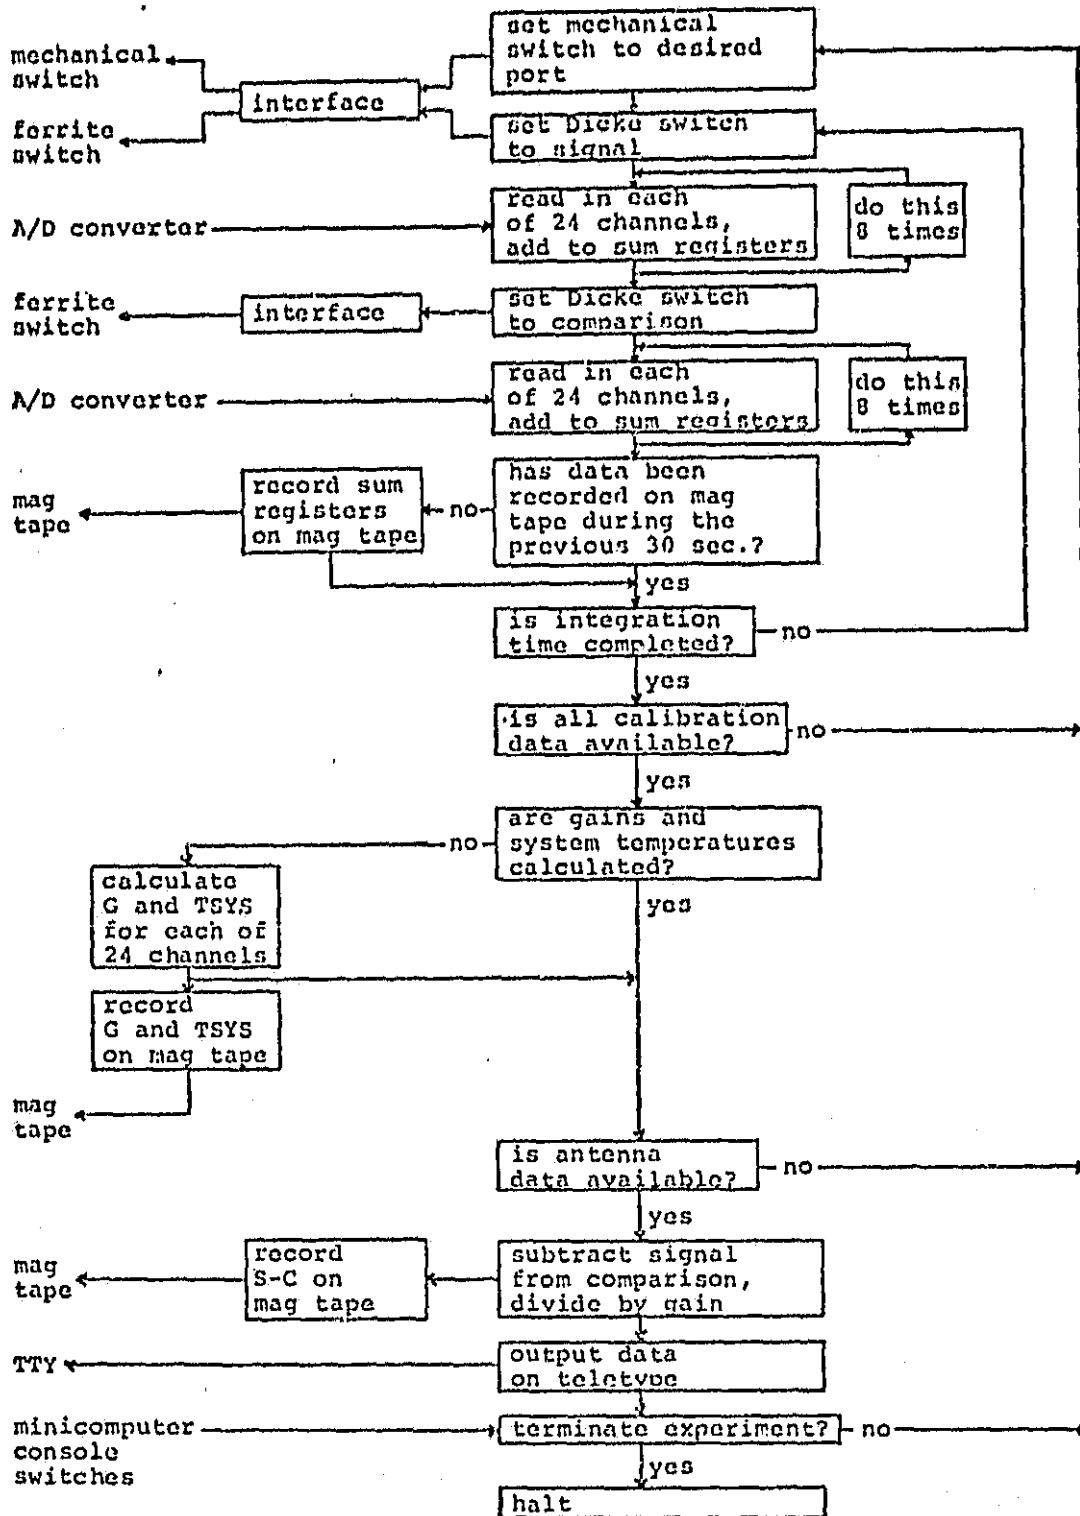 set mechanical
switch to desired
port
mechanical
switch
interface
ferrite
switch
set Dicke switch
to signal
A/D converter
read in each
of 24 channels,
add to sum registers
do this
8 times
ferrite
switch
interface
set Dicke switch
to comparison
A/D converter
read in each
of 24 channels,
add to sum registers
do this
8 times
mag
tape
record sum
registers
on mag tape
no
has data been
recorded on mag
tape during the
previous 30 sec.?
yes
is integration
time completed?
no
yes
is all calibration
data available?
no
yes
are gains and
system temperatures
calculated?
no
yes
calculate
G and TSYS
for each of
24 channels
record
G and TSYS
on mag tape
mag
tape
is antenna
data available?
no
yes
mag
tape
record
S-C on
mag tape
subtract signal
from comparison,
divide by gain
TTY
output data
on teletype
minicomputer
console
switches
terminate experiment?
no
yes
halt